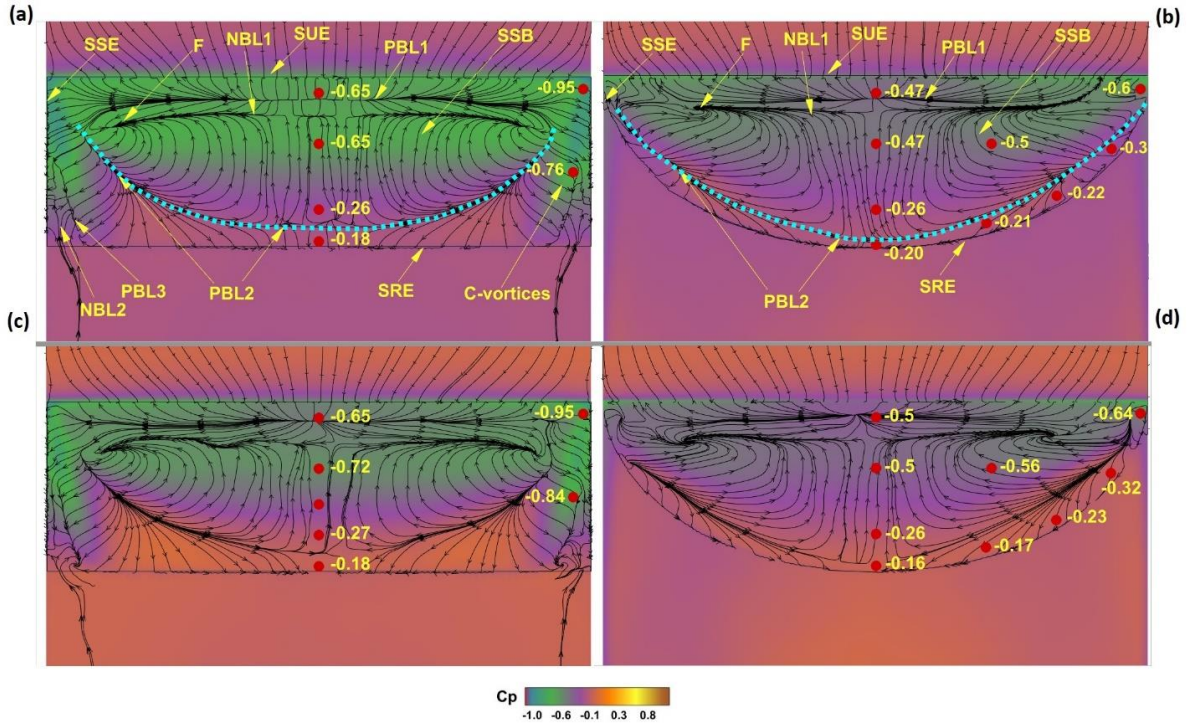 (a)
SSE
F
NBL1
SUE
PBL1
SSB
-0.95
-0.65
-0.65
-0.76
-0.26
-0.18
NBL2
PBL3
PBL2
SRE
C-vortices
(b)
SSE
F
NBL1
SUE
PBL1
SSB
-0.6
-0.47
-0.47
-0.5
-0.3
-0.22
-0.26
-0.21
-0.20
PBL2
SRE
(c)
-0.65
-0.95
-0.72
-0.84
-0.27
-0.18
(d)
-0.5
-0.64
-0.5
-0.56
-0.32
-0.23
-0.26
-0.17
-0.16
Cp
-1.0 -0.6 -0.1 0.3 0.8